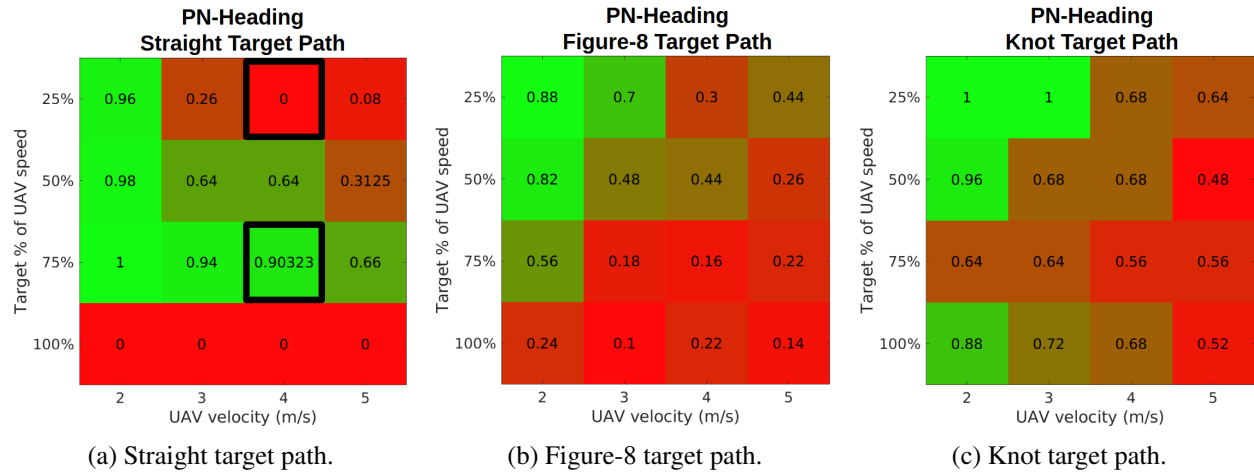 PN-Heading
Straight Target Path
Target % of UAV speed
25%
0.96 0.26 0 0.08
50%
0.98 0.64 0.64 0.3125
75%
1 0.94 0.90323 0.66
100%
0 0 0 0
2 3 4 5
UAV velocity (m/s)
(a) Straight target path.
PN-Heading
Figure-8 Target Path
Target % of UAV speed
25%
0.88 0.7 0.3 0.44
50%
0.82 0.48 0.44 0.26
75%
0.56 0.18 0.16 0.22
100%
0.24 0.1 0.22 0.14
2 3 4 5
UAV velocity (m/s)
(b) Figure-8 target path.
PN-Heading
Knot Target Path
Target % of UAV speed
25%
1 1 0.68 0.64
50%
0.96 0.68 0.68 0.48
75%
0.64 0.64 0.56 0.56
100%
0.88 0.72 0.68 0.52
2 3 4 5
UAV velocity (m/s)
(c) Knot target path.